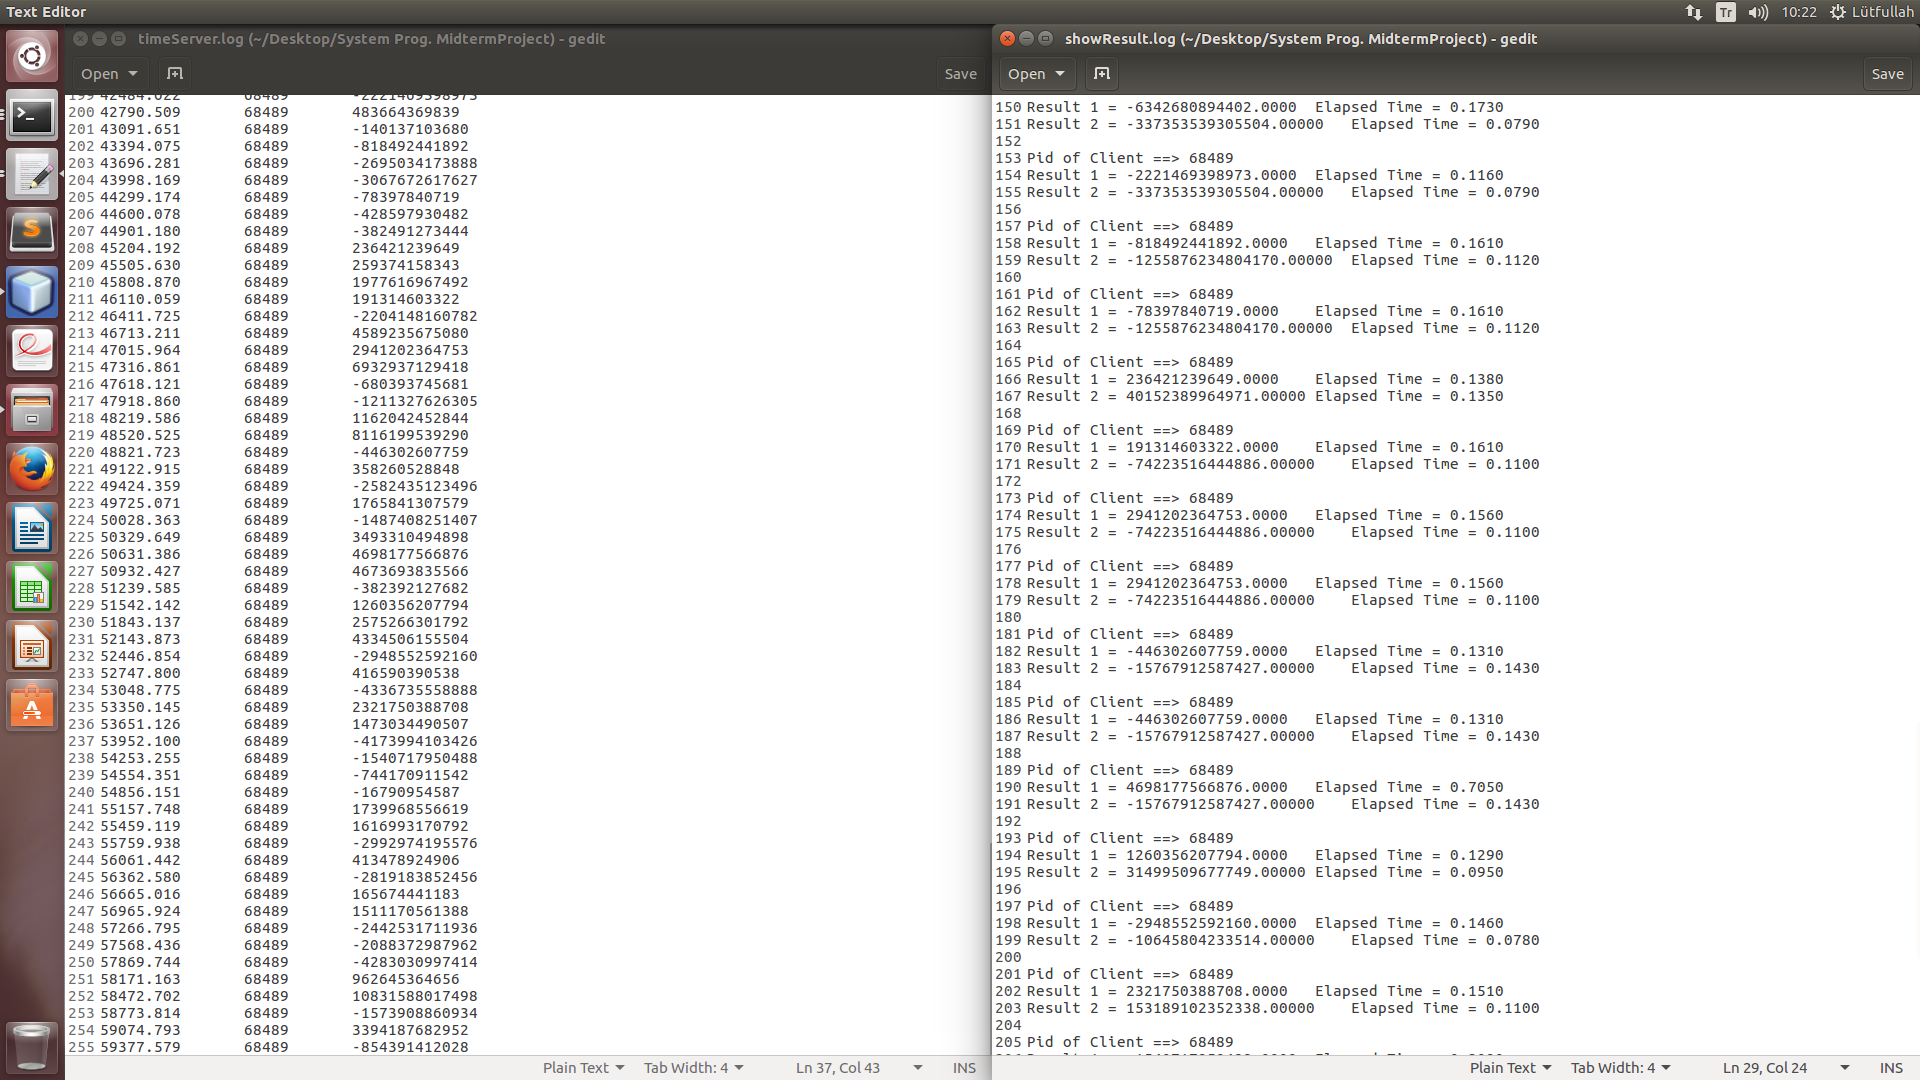 Text Editor
Tr
10:22
Lütfullah
timeServer.log (~/Desktop/System Prog. MidtermProject) - gedit
Open
Save
200 42790.509 68489 483664369839
201 43091.651 68489 -140137103680
202 43394.075 68489 -818492441892
203 43696.281 68489 -2695034173888
204 43998.169 68489 -3067672617627
205 44299.174 68489 -78397840719
206 44600.078 68489 -428597930482
207 44901.180 68489 -382491273444
208 45204.192 68489 236421239649
209 45505.630 68489 259374158343
210 45808.870 68489 1977616967492
211 46110.059 68489 191314603322
212 46411.725 68489 -2204148160782
213 46713.211 68489 4589235675080
214 47015.964 68489 2941202364753
215 47316.861 68489 6932937129418
216 47618.121 68489 -680393745681
217 47918.860 68489 -1211327626305
218 48219.586 68489 1162042452844
219 48520.525 68489 8116199539290
220 48821.723 68489 -446302607759
221 49122.915 68489 358260528848
222 49424.359 68489 -2582435123496
223 49725.071 68489 1765841307579
224 50028.363 68489 -1487408251407
225 50329.649 68489 3493310494898
226 50631.386 68489 4698177566876
227 50932.427 68489 4673693835566
228 51239.585 68489 -382392127682
229 51542.142 68489 1260356207794
230 51843.137 68489 2575266301792
231 52143.873 68489 4334506155504
232 52446.854 68489 -2948552592160
233 52747.800 68489 416590390538
234 53048.775 68489 -4336735558888
235 53350.145 68489 2321750388708
236 53651.126 68489 1473034490507
237 53952.100 68489 -4173994103426
238 54253.255 68489 -1540717950488
239 54554.351 68489 -744170911542
240 54856.151 68489 -16790954587
241 55157.748 68489 1739968556619
242 55459.119 68489 1616993170792
243 55759.938 68489 -2992974195576
244 56061.442 68489 413478924906
245 56362.580 68489 -2819183852456
246 56665.016 68489 165674441183
247 56965.924 68489 1511170561388
248 57266.795 68489 -2442531711936
249 57568.436 68489 -2088372987962
250 57869.744 68489 -4283030997414
251 58171.163 68489 962645364656
252 58472.702 68489 10831588017498
253 58773.814 68489 -1573908860934
254 59074.793 68489 3394187682952
255 59377.579 68489 -854391412028
Plain Text Tab Width: 4 Ln 37, Col 43 INS
showResult.log (~/Desktop/System Prog. MidtermProject) - gedit
Open
Save
150 Result 1 = -6342680894402.0000 Elapsed Time = 0.1730
151 Result 2 = -337353539305504.00000 Elapsed Time = 0.0790
152
153 Pid of Client ==> 68489
154 Result 1 = -2221469398973.0000 Elapsed Time = 0.1160
155 Result 2 = -337353539305504.00000 Elapsed Time = 0.0790
156
157 Pid of Client ==> 68489
158 Result 1 = -818492441892.0000 Elapsed Time = 0.1610
159 Result 2 = -1255876234804170.00000 Elapsed Time = 0.1120
160
161 Pid of Client ==> 68489
162 Result 1 = -78397840719.0000 Elapsed Time = 0.1610
163 Result 2 = -1255876234804170.00000 Elapsed Time = 0.1120
164
165 Pid of Client ==> 68489
166 Result 1 = 236421239649.0000 Elapsed Time = 0.1380
167 Result 2 = 40152389964971.00000 Elapsed Time = 0.1350
168
169 Pid of Client ==> 68489
170 Result 1 = 191314603322.0000 Elapsed Time = 0.1610
171 Result 2 = -74223516444886.00000 Elapsed Time = 0.1100
172
173 Pid of Client ==> 68489
174 Result 1 = 2941202364753.0000 Elapsed Time = 0.1560
175 Result 2 = -74223516444886.00000 Elapsed Time = 0.1100
176
177 Pid of Client ==> 68489
178 Result 1 = 2941202364753.0000 Elapsed Time = 0.1560
179 Result 2 = -74223516444886.00000 Elapsed Time = 0.1100
180
181 Pid of Client ==> 68489
182 Result 1 = -446302607759.0000 Elapsed Time = 0.1310
183 Result 2 = -15767912587427.00000 Elapsed Time = 0.1430
184
185 Pid of Client ==> 68489
186 Result 1 = -446302607759.0000 Elapsed Time = 0.1310
187 Result 2 = -15767912587427.00000 Elapsed Time = 0.1430
188
189 Pid of Client ==> 68489
190 Result 1 = 4698177566876.0000 Elapsed Time = 0.7050
191 Result 2 = -15767912587427.00000 Elapsed Time = 0.1430
192
193 Pid of Client ==> 68489
194 Result 1 = 1260356207794.0000 Elapsed Time = 0.1290
195 Result 2 = 31499509677749.00000 Elapsed Time = 0.0950
196
197 Pid of Client ==> 68489
198 Result 1 = -2948552592160.0000 Elapsed Time = 0.1460
199 Result 2 = -10645804233514.00000 Elapsed Time = 0.0780
200
201 Pid of Client ==> 68489
202 Result 1 = 2321750388708.0000 Elapsed Time = 0.1510
203 Result 2 = 153189102352338.00000 Elapsed Time = 0.1100
204
205 Pid of Client ==> 68489
Plain Text Tab Width: 4 Ln 29, Col 24 INS